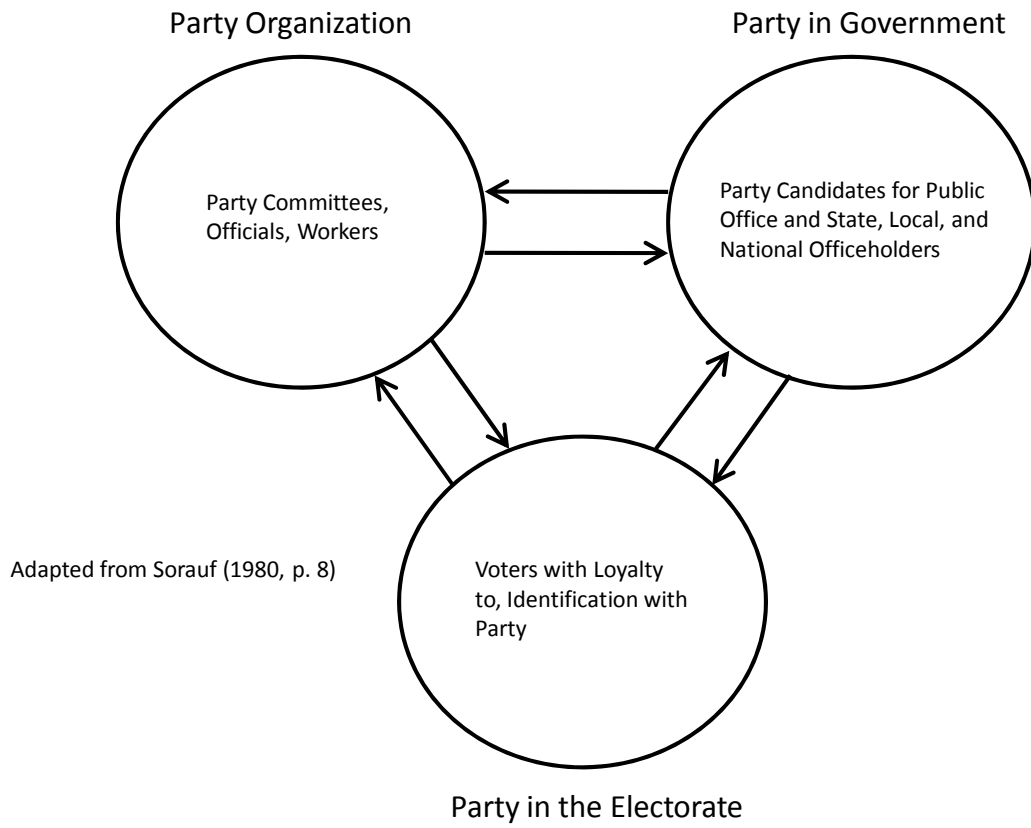 Party Organization
Party in Government
Party Committees,
Officials, Workers
Party Candidates for Public
Office and State, Local, and
National Officeholders
Adapted from Sorauf (1980, p. 8)
Voters with Loyalty
to, Identification with
Party
Party in the Electorate